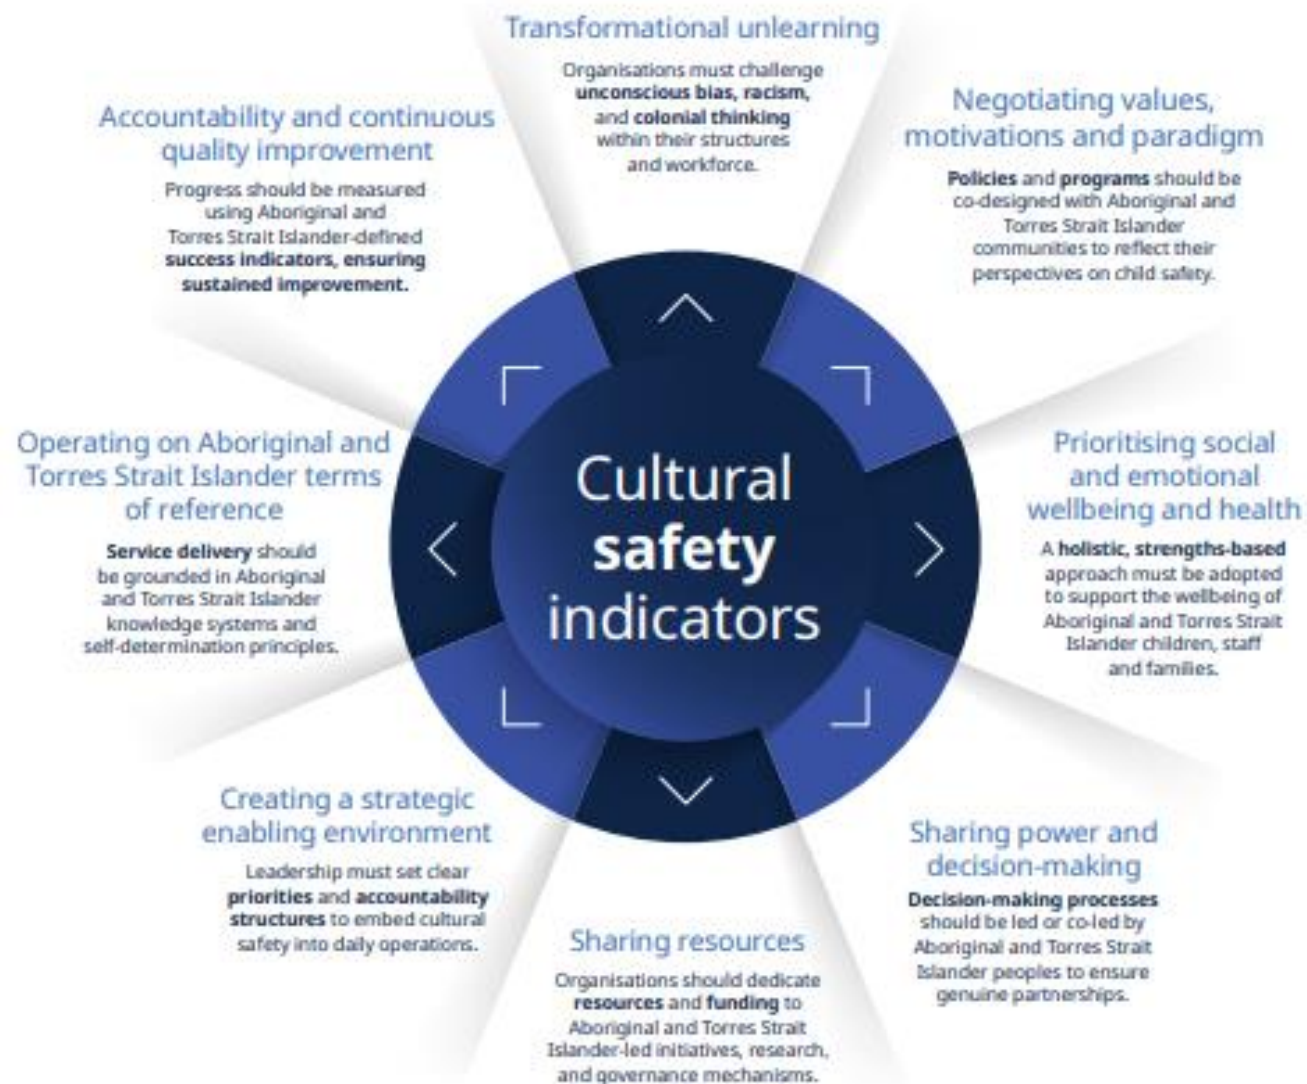 Transformational unlearning
Organisations must challenge
unconscious bias, racism,
and colonial thinking
within their structures
and workforce.
Negotiating values,
motivations and paradigm
Policies and programs should be
co-designed with Aboriginal and
Torres Strait Islander
communities to reflect their
perspectives on child safety.
Prioritising social
and emotional
wellbeing and health
A holistic, strengths-based
approach must be adopted
to support the wellbeing of
Aboriginal and Torres Strait
Islander children, staff
and families.
Sharing power and
decision-making
Decision-making processes
should be led or co-led by
Aboriginal and Torres Strait
Islander peoples to ensure
genuine partnerships.
Sharing resources
Organisations should dedicate
resources and funding to
Aboriginal and Torres Strait
Islander-led initiatives, research,
and governance mechanisms.
Creating a strategic
enabling environment
Leadership must set clear
priorities and accountability
structures to embed cultural
safety into daily operations.
Operating on Aboriginal and
Torres Strait Islander terms
of reference
Service delivery should
be grounded in Aboriginal
and Torres Strait Islander
knowledge systems and
self-determination principles.
Accountability and continuous
quality improvement
Progress should be measured
using Aboriginal and
Torres Strait Islander-defined
success indicators, ensuring
sustained improvement.
Cultural
safety
indicators